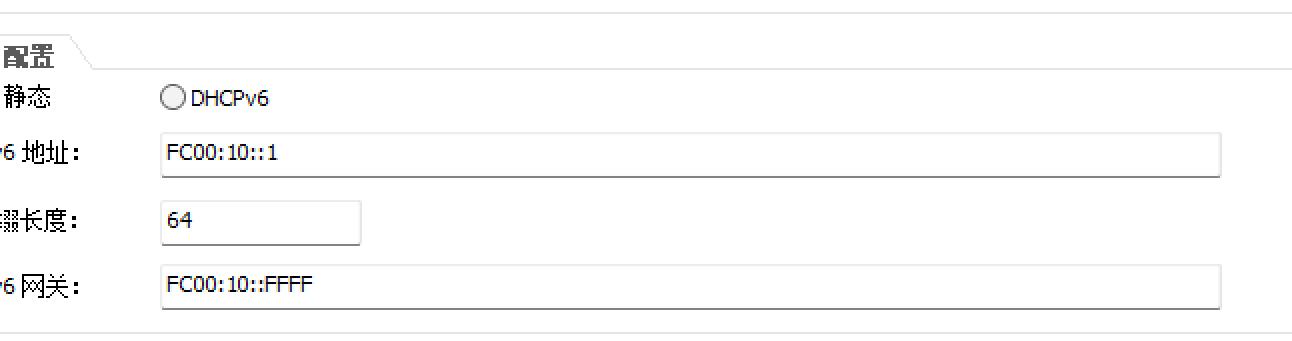 配置
静态 DHCPv6
v6 地址： FC00:10::1
缀长度： 64
v6 网关： FC00:10::FFFF